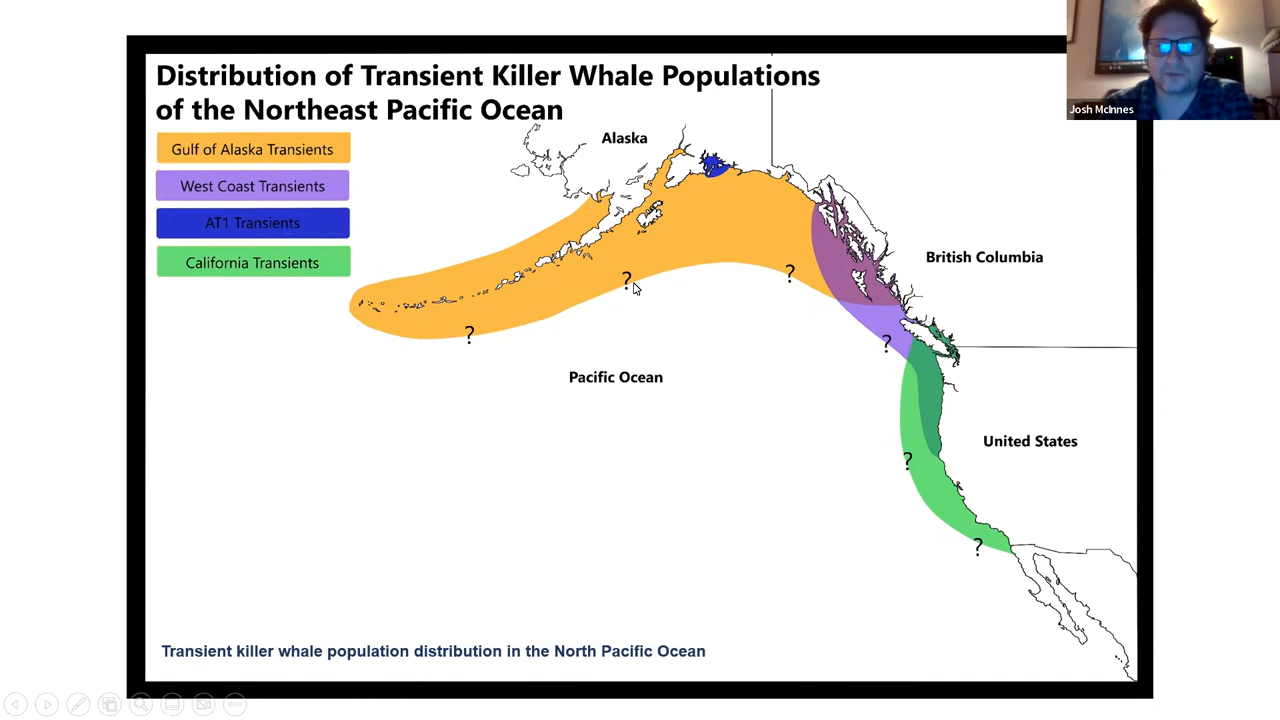 Distribution of Transient Killer Whale Populations
of the Northeast Pacific Ocean
Josh McInnes
Gulf of Alaska Transients
West Coast Transients
AT1 Transients
California Transients
Alaska
British Columbia
?
?
?
?
Pacific Ocean
United States
?
?
Transient killer whale population distribution in the North Pacific Ocean